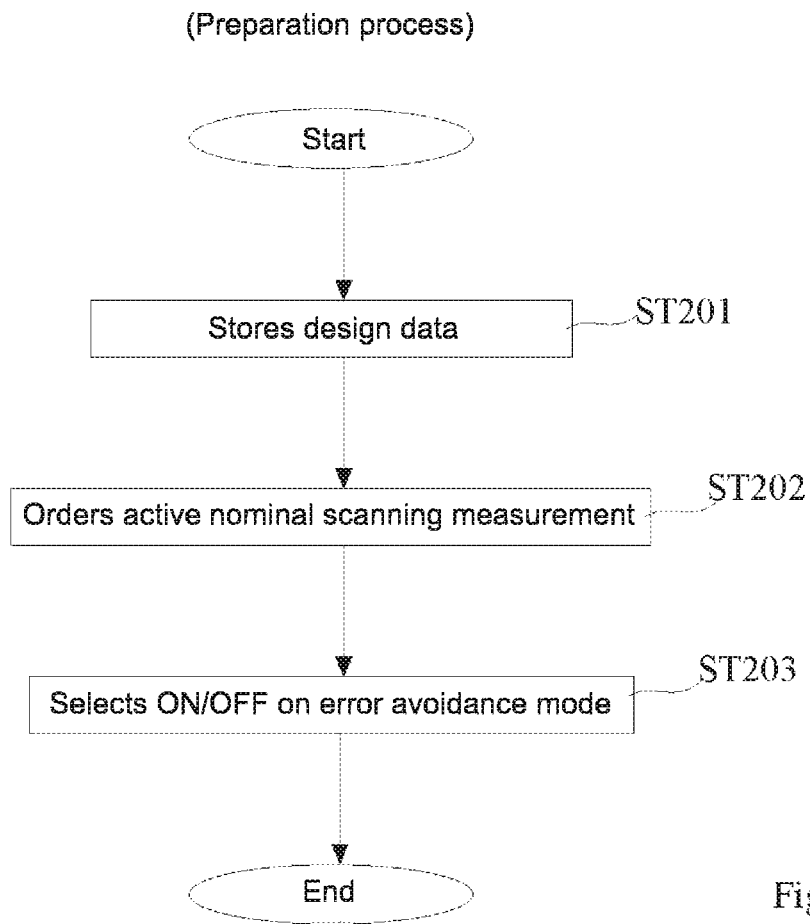 (Preparation process)
Start
Stores design data
ST201
Orders active nominal scanning measurement
ST202
Selects ON/OFF on error avoidance mode
ST203
End
Fig